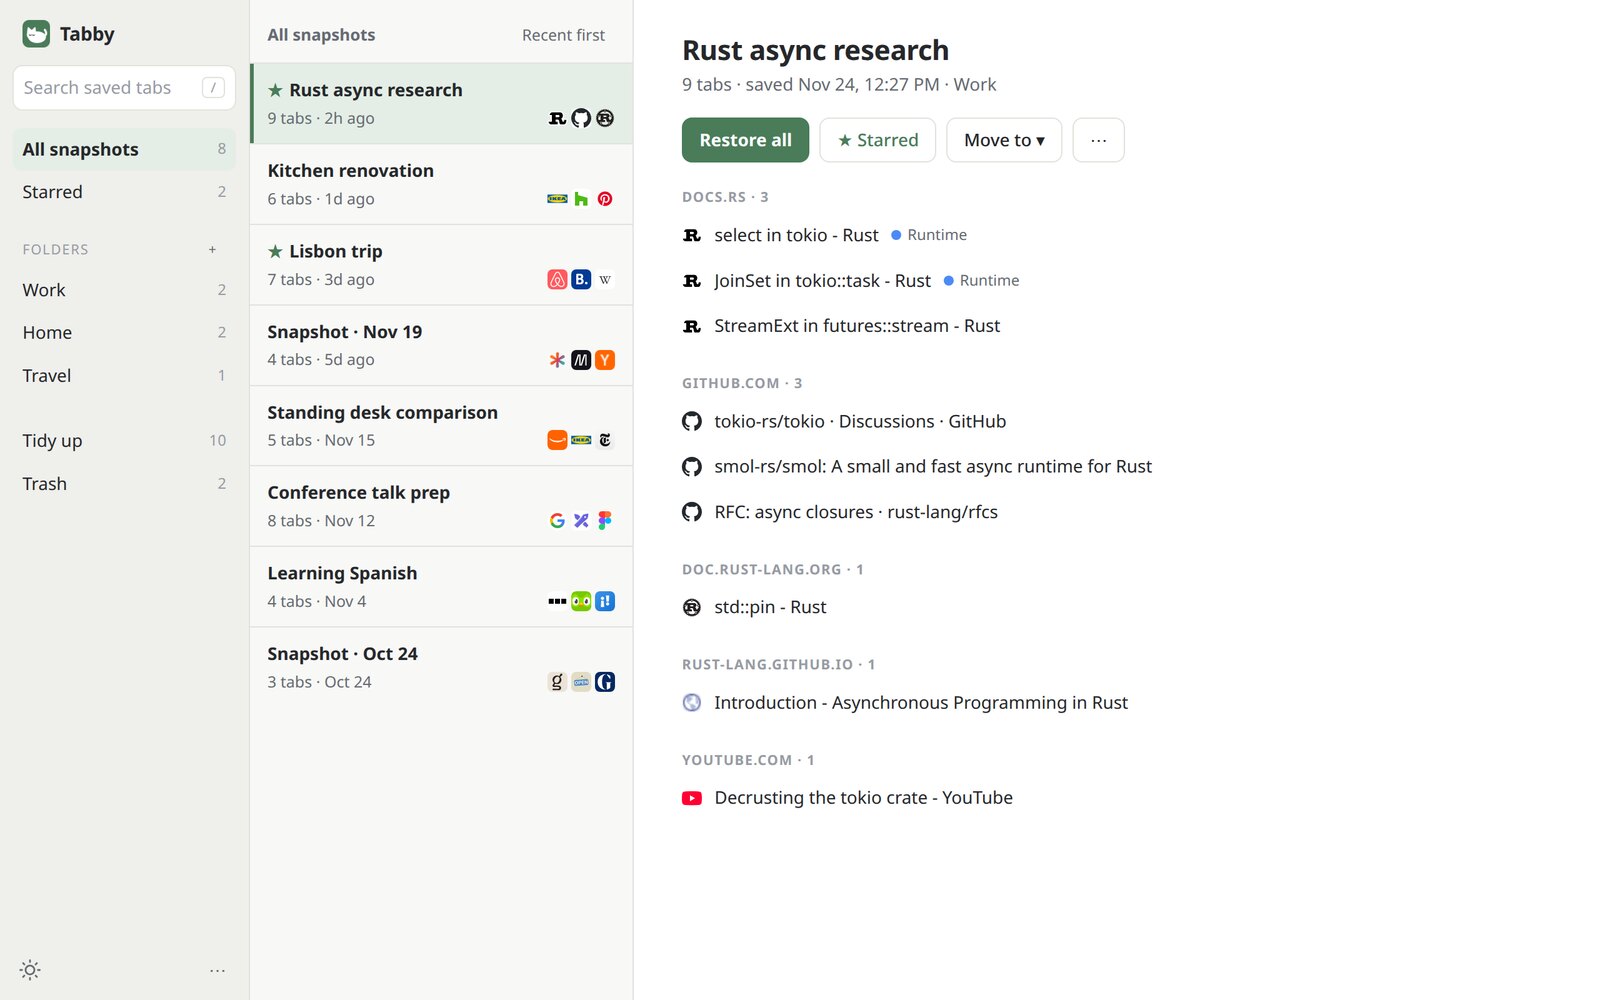 Tabby
Search saved tabs /
All snapshots 8
Starred 2
FOLDERS +
Work 2
Home 2
Travel 1
Tidy up 10
Trash 2
...
All snapshots Recent first
★ Rust async research
9 tabs · 2h ago
Kitchen renovation
6 tabs · 1d ago
IKEA
★ Lisbon trip
7 tabs · 3d ago
B. W
Snapshot · Nov 19
4 tabs · 5d ago
Y
Standing desk comparison
5 tabs · Nov 15
IKEA
Conference talk prep
8 tabs · Nov 12
G
Learning Spanish
4 tabs · Nov 4
Snapshot · Oct 24
3 tabs · Oct 24
g OPEN G
Rust async research
9 tabs · saved Nov 24, 12:27 PM · Work
Restore all ★ Starred Move to ▾ ...
DOCS.RS · 3
select in tokio - Rust Runtime
JoinSet in tokio::task - Rust Runtime
StreamExt in futures::stream - Rust
GITHUB.COM · 3
tokio-rs/tokio · Discussions · GitHub
smol-rs/smol: A small and fast async runtime for Rust
RFC: async closures · rust-lang/rfcs
DOC.RUST-LANG.ORG · 1
std::pin - Rust
RUST-LANG.GITHUB.IO · 1
Introduction - Asynchronous Programming in Rust
YOUTUBE.COM · 1
Decrusting the tokio crate - YouTube